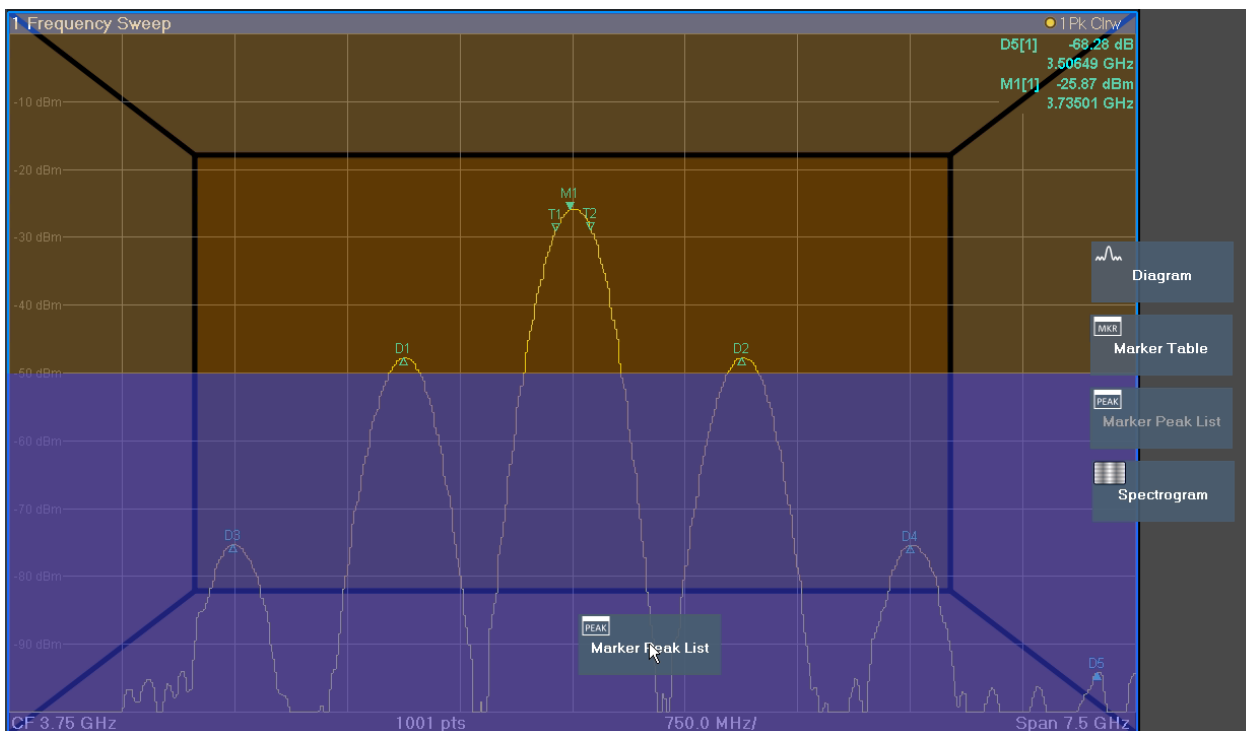 1 Frequency Sweep
1Pk Clrw
D5[1] -68.28 dB
3.50649 GHz
M1[1] -25.87 dBm
3.73501 GHz
-10 dBm
-20 dBm
M1
T1 T2
-30 dBm
Diagram
-40 dBm
MKR
Marker Table
D1 D2
-50 dBm
PEAK
Marker Peak List
-60 dBm
Spectrogram
-70 dBm
D3 D4
-80 dBm
PEAK
Marker Peak List
-90 dBm
D5
CF 3.75 GHz 1001 pts 750.0 MHz/ Span 7.5 GHz